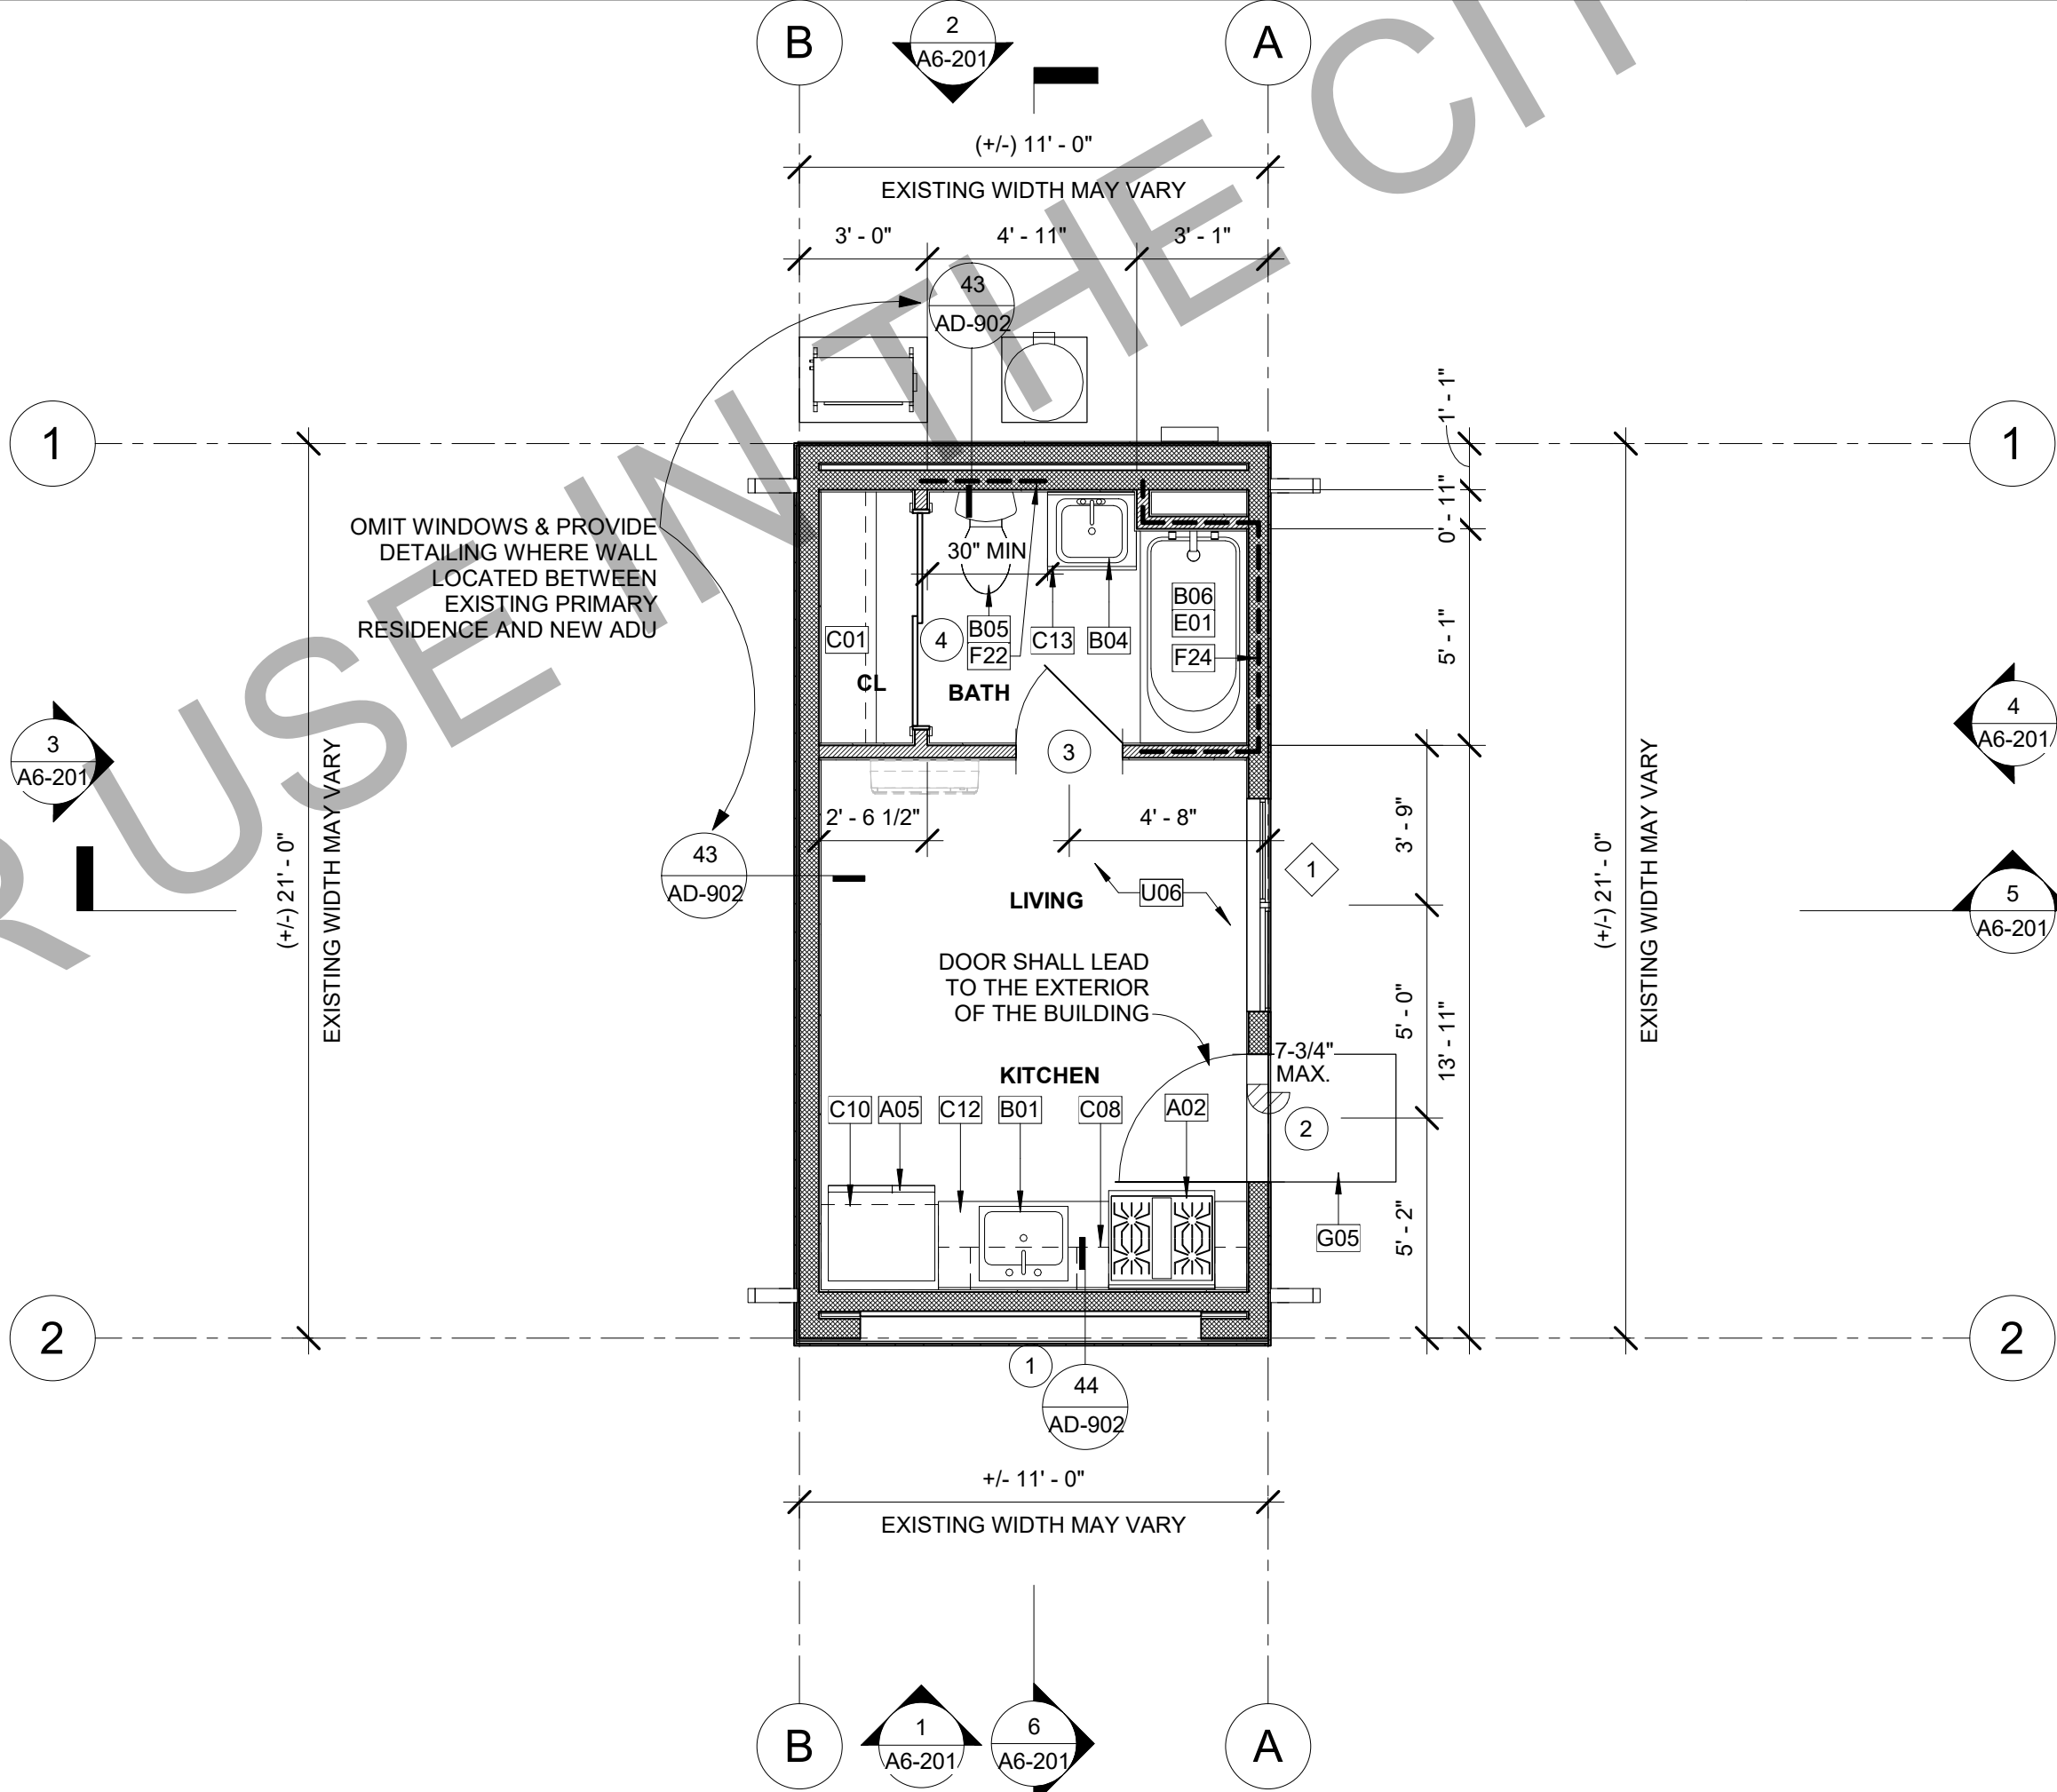 B
2
A6-201
A
(+/-) 11' - 0"
EXISTING WIDTH MAY VARY
3' - 0"
4' - 11"
3' - 1"
43
AD-902
1
1
1' - 1"
0' - 11"
5' - 1"
OMIT WINDOWS & PROVIDE
DETAILING WHERE WALL
LOCATED BETWEEN
EXISTING PRIMARY
RESIDENCE AND NEW ADU
30" MIN
C01
4
B05
F22
C13
B04
B06
E01
F24
CL
BATH
3
3
A6-201
4
A6-201
(+/-) 21' - 0"
EXISTING WIDTH MAY VARY
2' - 6 1/2"
4' - 8"
3' - 9"
43
AD-902
1
LIVING
U06
(+/-) 21' - 0"
EXISTING WIDTH MAY VARY
5
A6-201
DOOR SHALL LEAD
TO THE EXTERIOR
OF THE BUILDING
5' - 0"
13' - 11"
7-3/4"
MAX.
KITCHEN
C10
A05
C12
B01
C08
A02
2
G05
5' - 2"
2
2
1
44
AD-902
+/- 11' - 0"
EXISTING WIDTH MAY VARY
B
1
A6-201
6
A6-201
A
R USE IN THE CIT